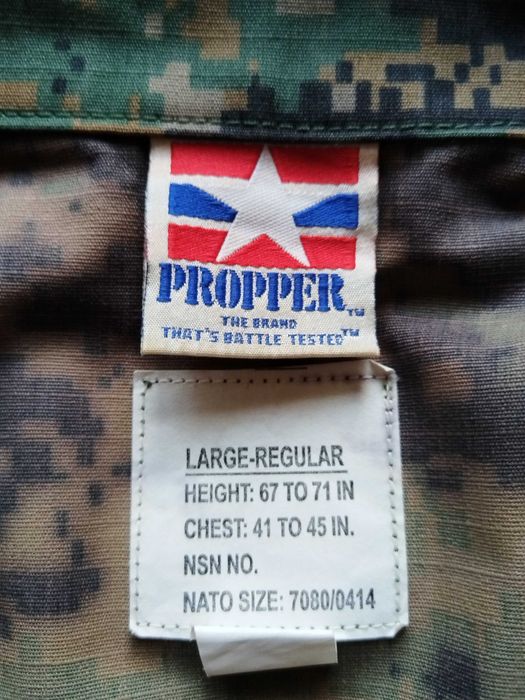 PROPPER™
THE BRAND
THAT'S BATTLE TESTED™
LARGE-REGULAR
HEIGHT: 67 TO 71 IN
CHEST: 41 TO 45 IN.
NSN NO.
NATO SIZE: 7080/0414